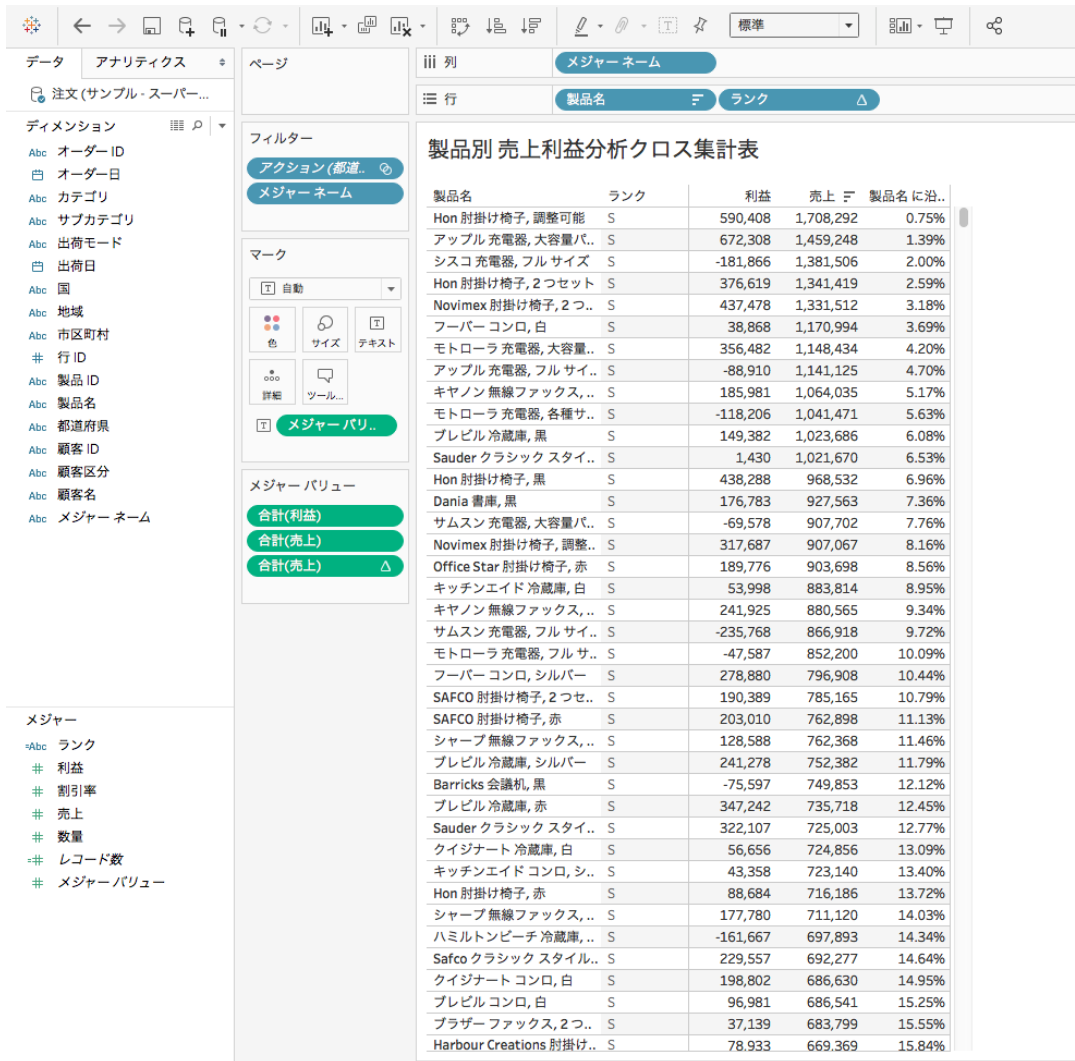 標準
データ
アナリティクス
注文 (サンプル - スーパー...
ディメンション
Abc オーダー ID
オーダー日
Abc カテゴリ
Abc サブカテゴリ
Abc 出荷モード
出荷日
Abc 国
Abc 地域
Abc 市区町村
# 行 ID
Abc 製品 ID
Abc 製品名
Abc 都道府県
Abc 顧客 ID
Abc 顧客区分
Abc 顧客名
Abc メジャー ネーム
メジャー
=Abc ランク
# 利益
# 割引率
# 売上
# 数量
=# レコード数
# メジャー バリュー
ページ
フィルター
アクション (都道..
メジャー ネーム
マーク
T 自動
色
サイズ
T テキスト
詳細
ツール...
T メジャー バリ..
メジャー バリュー
合計(利益)
合計(売上)
合計(売上) Δ
iii 列 メジャー ネーム
行 製品名 ランク Δ
製品別 売上利益分析クロス集計表
製品名 ランク 利益 売上 製品名 に沿..
Hon 肘掛け椅子, 調整可能 S 590,408 1,708,292 0.75%
アップル 充電器, 大容量パ.. S 672,308 1,459,248 1.39%
シスコ 充電器, フル サイズ S -181,866 1,381,506 2.00%
Hon 肘掛け椅子, 2 つセット S 376,619 1,341,419 2.59%
Novimex 肘掛け椅子, 2 つ.. S 437,478 1,331,512 3.18%
フーバー コンロ, 白 S 38,868 1,170,994 3.69%
モトローラ 充電器, 大容量.. S 356,482 1,148,434 4.20%
アップル 充電器, フル サイ.. S -88,910 1,141,125 4.70%
キヤノン 無線ファックス, .. S 185,981 1,064,035 5.17%
モトローラ 充電器, 各種サ.. S -118,206 1,041,471 5.63%
ブレビル 冷蔵庫, 黒 S 149,382 1,023,686 6.08%
Sauder クラシック スタイ.. S 1,430 1,021,670 6.53%
Hon 肘掛け椅子, 黒 S 438,288 968,532 6.96%
Dania 書庫, 黒 S 176,783 927,563 7.36%
サムスン 充電器, 大容量パ.. S -69,578 907,702 7.76%
Novimex 肘掛け椅子, 調整.. S 317,687 907,067 8.16%
Office Star 肘掛け椅子, 赤 S 189,776 903,698 8.56%
キッチンエイド 冷蔵庫, 白 S 53,998 883,814 8.95%
キヤノン 無線ファックス, .. S 241,925 880,565 9.34%
サムスン 充電器, フル サイ.. S -235,768 866,918 9.72%
モトローラ 充電器, フル サ.. S -47,587 852,200 10.09%
フーバー コンロ, シルバー S 278,880 796,908 10.44%
SAFCO 肘掛け椅子, 2 つセ.. S 190,389 785,165 10.79%
SAFCO 肘掛け椅子, 赤 S 203,010 762,898 11.13%
シャープ 無線ファックス, .. S 128,588 762,368 11.46%
ブレビル 冷蔵庫, シルバー S 241,278 752,382 11.79%
Barricks 会議机, 黒 S -75,597 749,853 12.12%
ブレビル 冷蔵庫, 赤 S 347,242 735,718 12.45%
Sauder クラシック スタイ.. S 322,107 725,003 12.77%
クイジナート 冷蔵庫, 白 S 56,656 724,856 13.09%
キッチンエイド コンロ, シ.. S 43,358 723,140 13.40%
Hon 肘掛け椅子, 赤 S 88,684 716,186 13.72%
シャープ 無線ファックス, .. S 177,780 711,120 14.03%
ハミルトンビーチ 冷蔵庫, .. S -161,667 697,893 14.34%
Safco クラシック スタイル.. S 229,557 692,277 14.64%
クイジナート コンロ, 白 S 198,802 686,630 14.95%
ブレビル コンロ, 白 S 96,981 686,541 15.25%
ブラザー ファックス, 2 つ.. S 37,139 683,799 15.55%
Harbour Creations 肘掛け.. S 78,933 669,369 15.84%